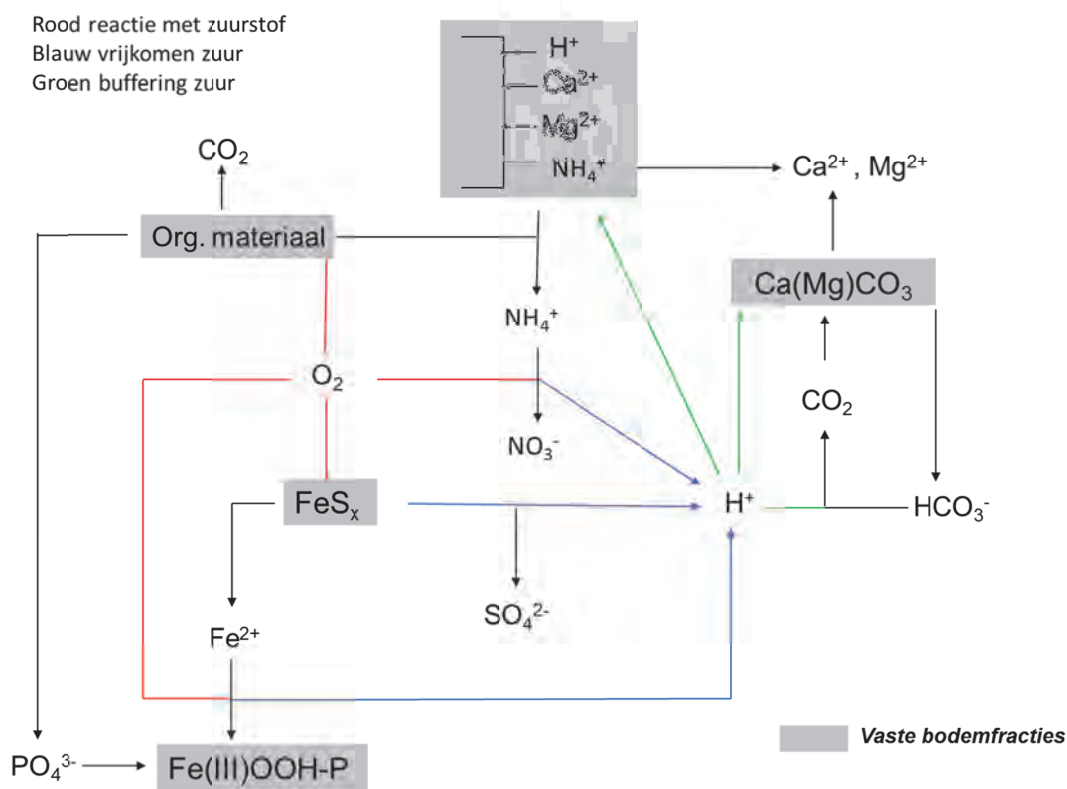 Rood reactie met zuurstof
Blauw vrijkomen zuur
Groen buffering zuur
H⁺
Ca²⁺
Mg²⁺
NH₄⁺
CO₂
Ca²⁺ , Mg²⁺
Org. materiaal
Ca(Mg)CO₃
NH₄⁺
O₂
CO₂
NO₃⁻
FeSₓ
H⁺
HCO₃⁻
SO₄²⁻
Fe²⁺
Vaste bodemfracties
PO₄³⁻
Fe(III)OOH-P